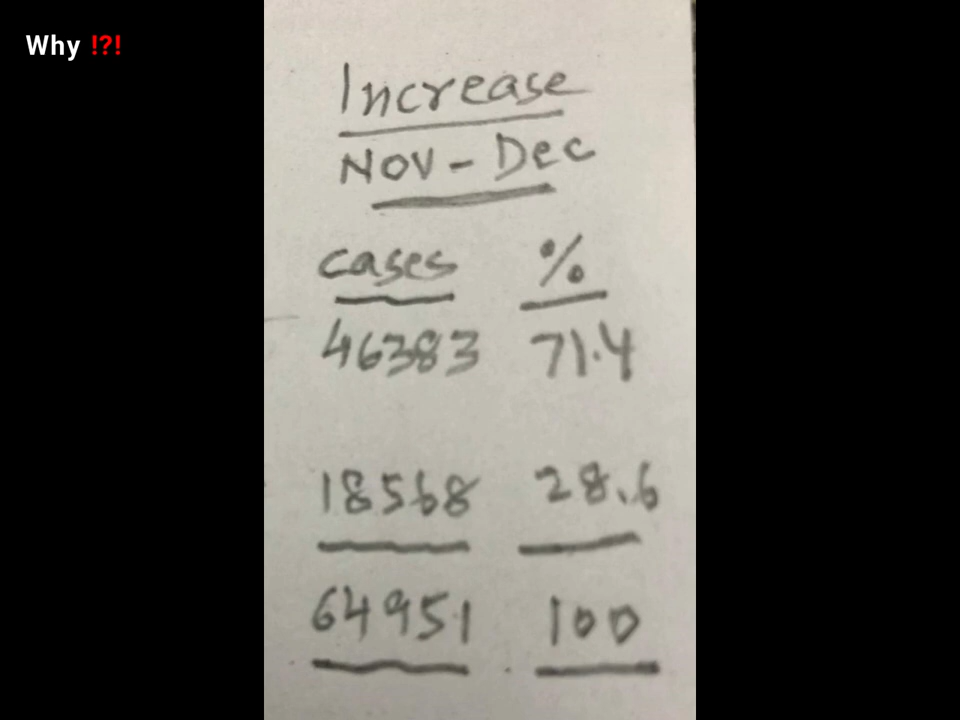 Why !?!
Increase
Nov - Dec
cases %
46383 71.4
18568 28.6
64951 100